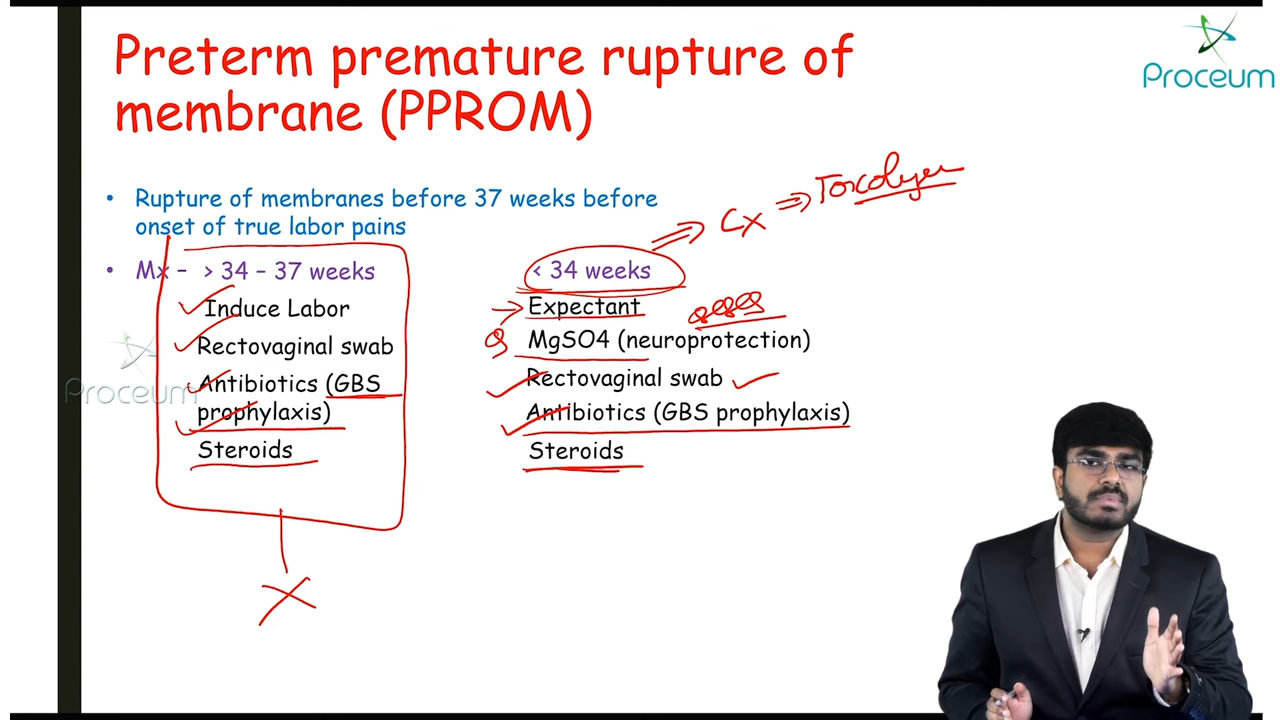 Preterm premature rupture of
membrane (PPROM)
Proceum
• Rupture of membranes before 37 weeks before
onset of true labor pains
• Mx – > 34 – 37 weeks
Induce Labor
Rectovaginal swab
Antibiotics (GBS
prophylaxis)
Steroids
< 34 weeks
Expectant
MgSO4 (neuroprotection)
Rectovaginal swab
Antibiotics (GBS prophylaxis)
Steroids
Cx
Proceum